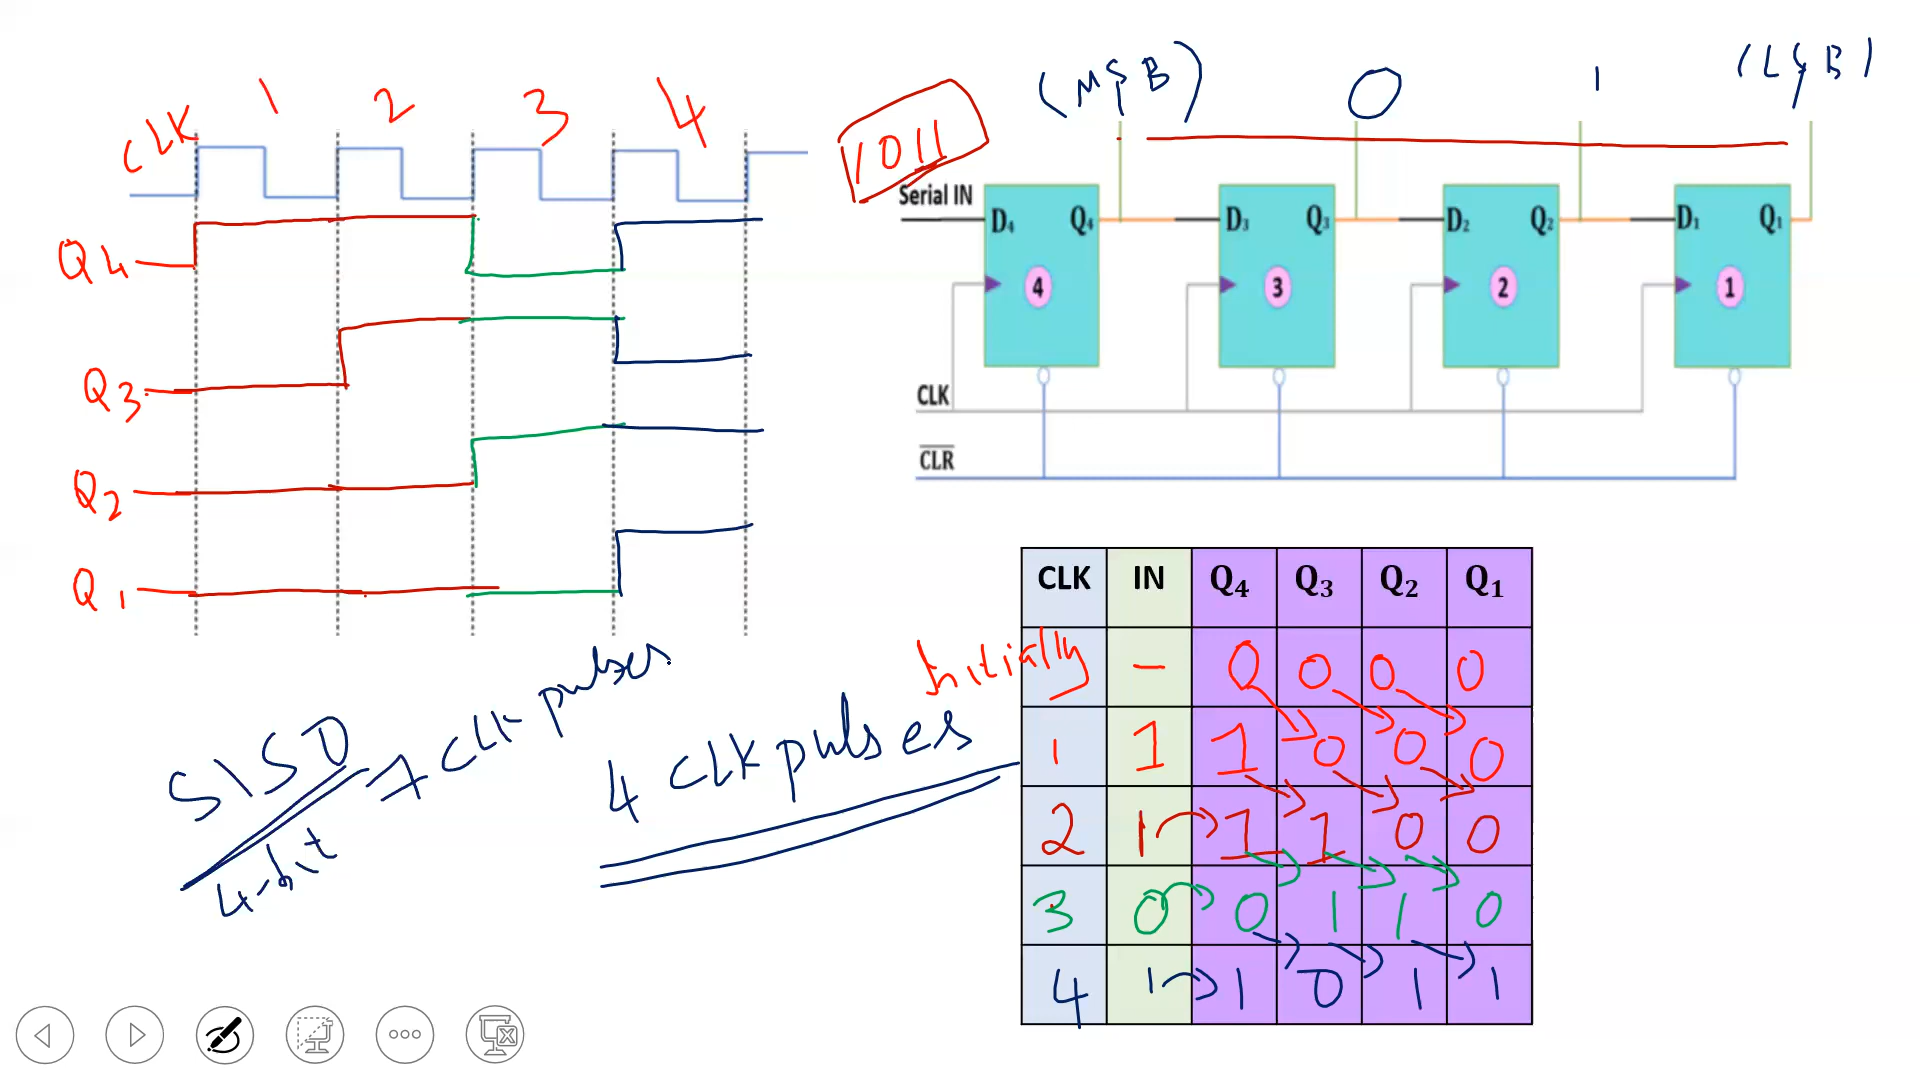 CLK 1 2 3 4
Q4
Q3
Q2
Q1
1011
(MSB) 0 1 (LSB)
Serial IN
D4 Q4 D3 Q3 D2 Q2 D1 Q1
4 3 2 1
CLK
CLR
SISO 7 CLK pulses
4-bit
4 CLK pulses
CLK IN Q4 Q3 Q2 Q1
Initially - 0 0 0 0
1 1 1 0 0 0
2 1 1 1 0 0
3 0 0 1 1 0
4 1 1 0 1 1